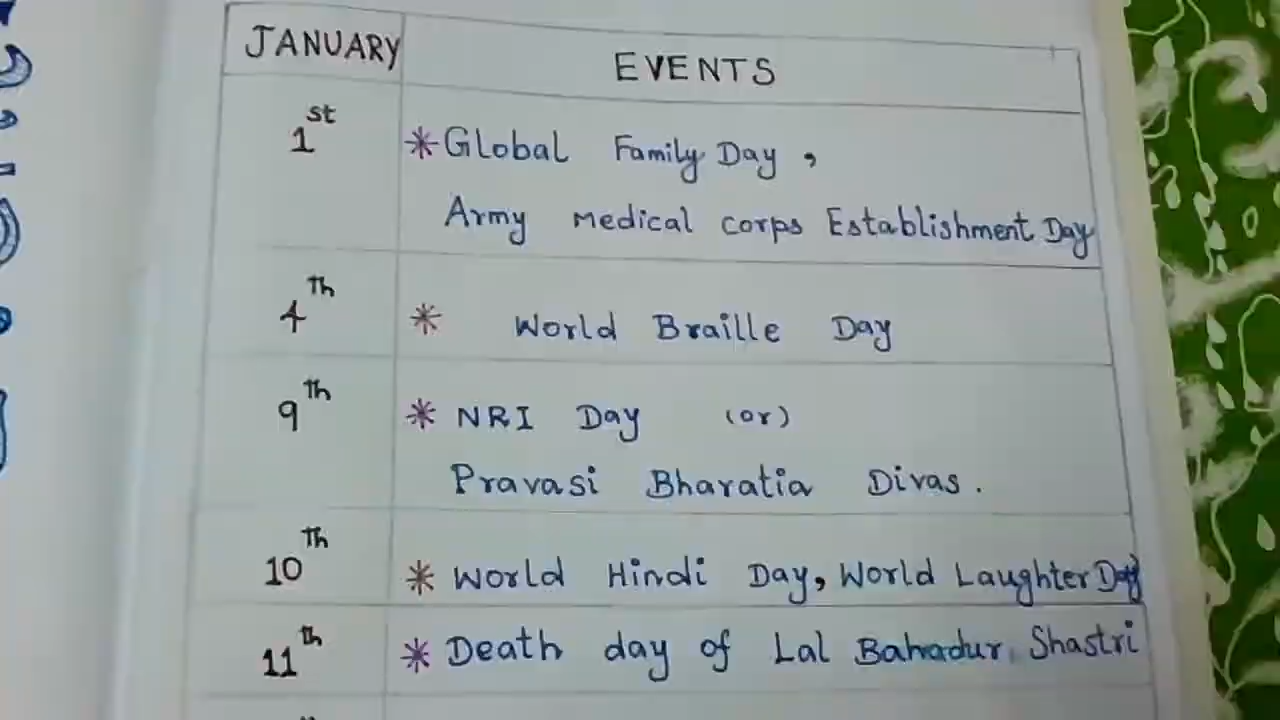 JANUARY EVENTS
1st * Global Family Day,
Army medical corps Establishment Day
4Th * World Braille Day
9Th * NRI Day (or)
Pravasi Bharatia Divas.
10Th * World Hindi Day, World Laughter Day
11th * Death day of Lal Bahadur Shastri